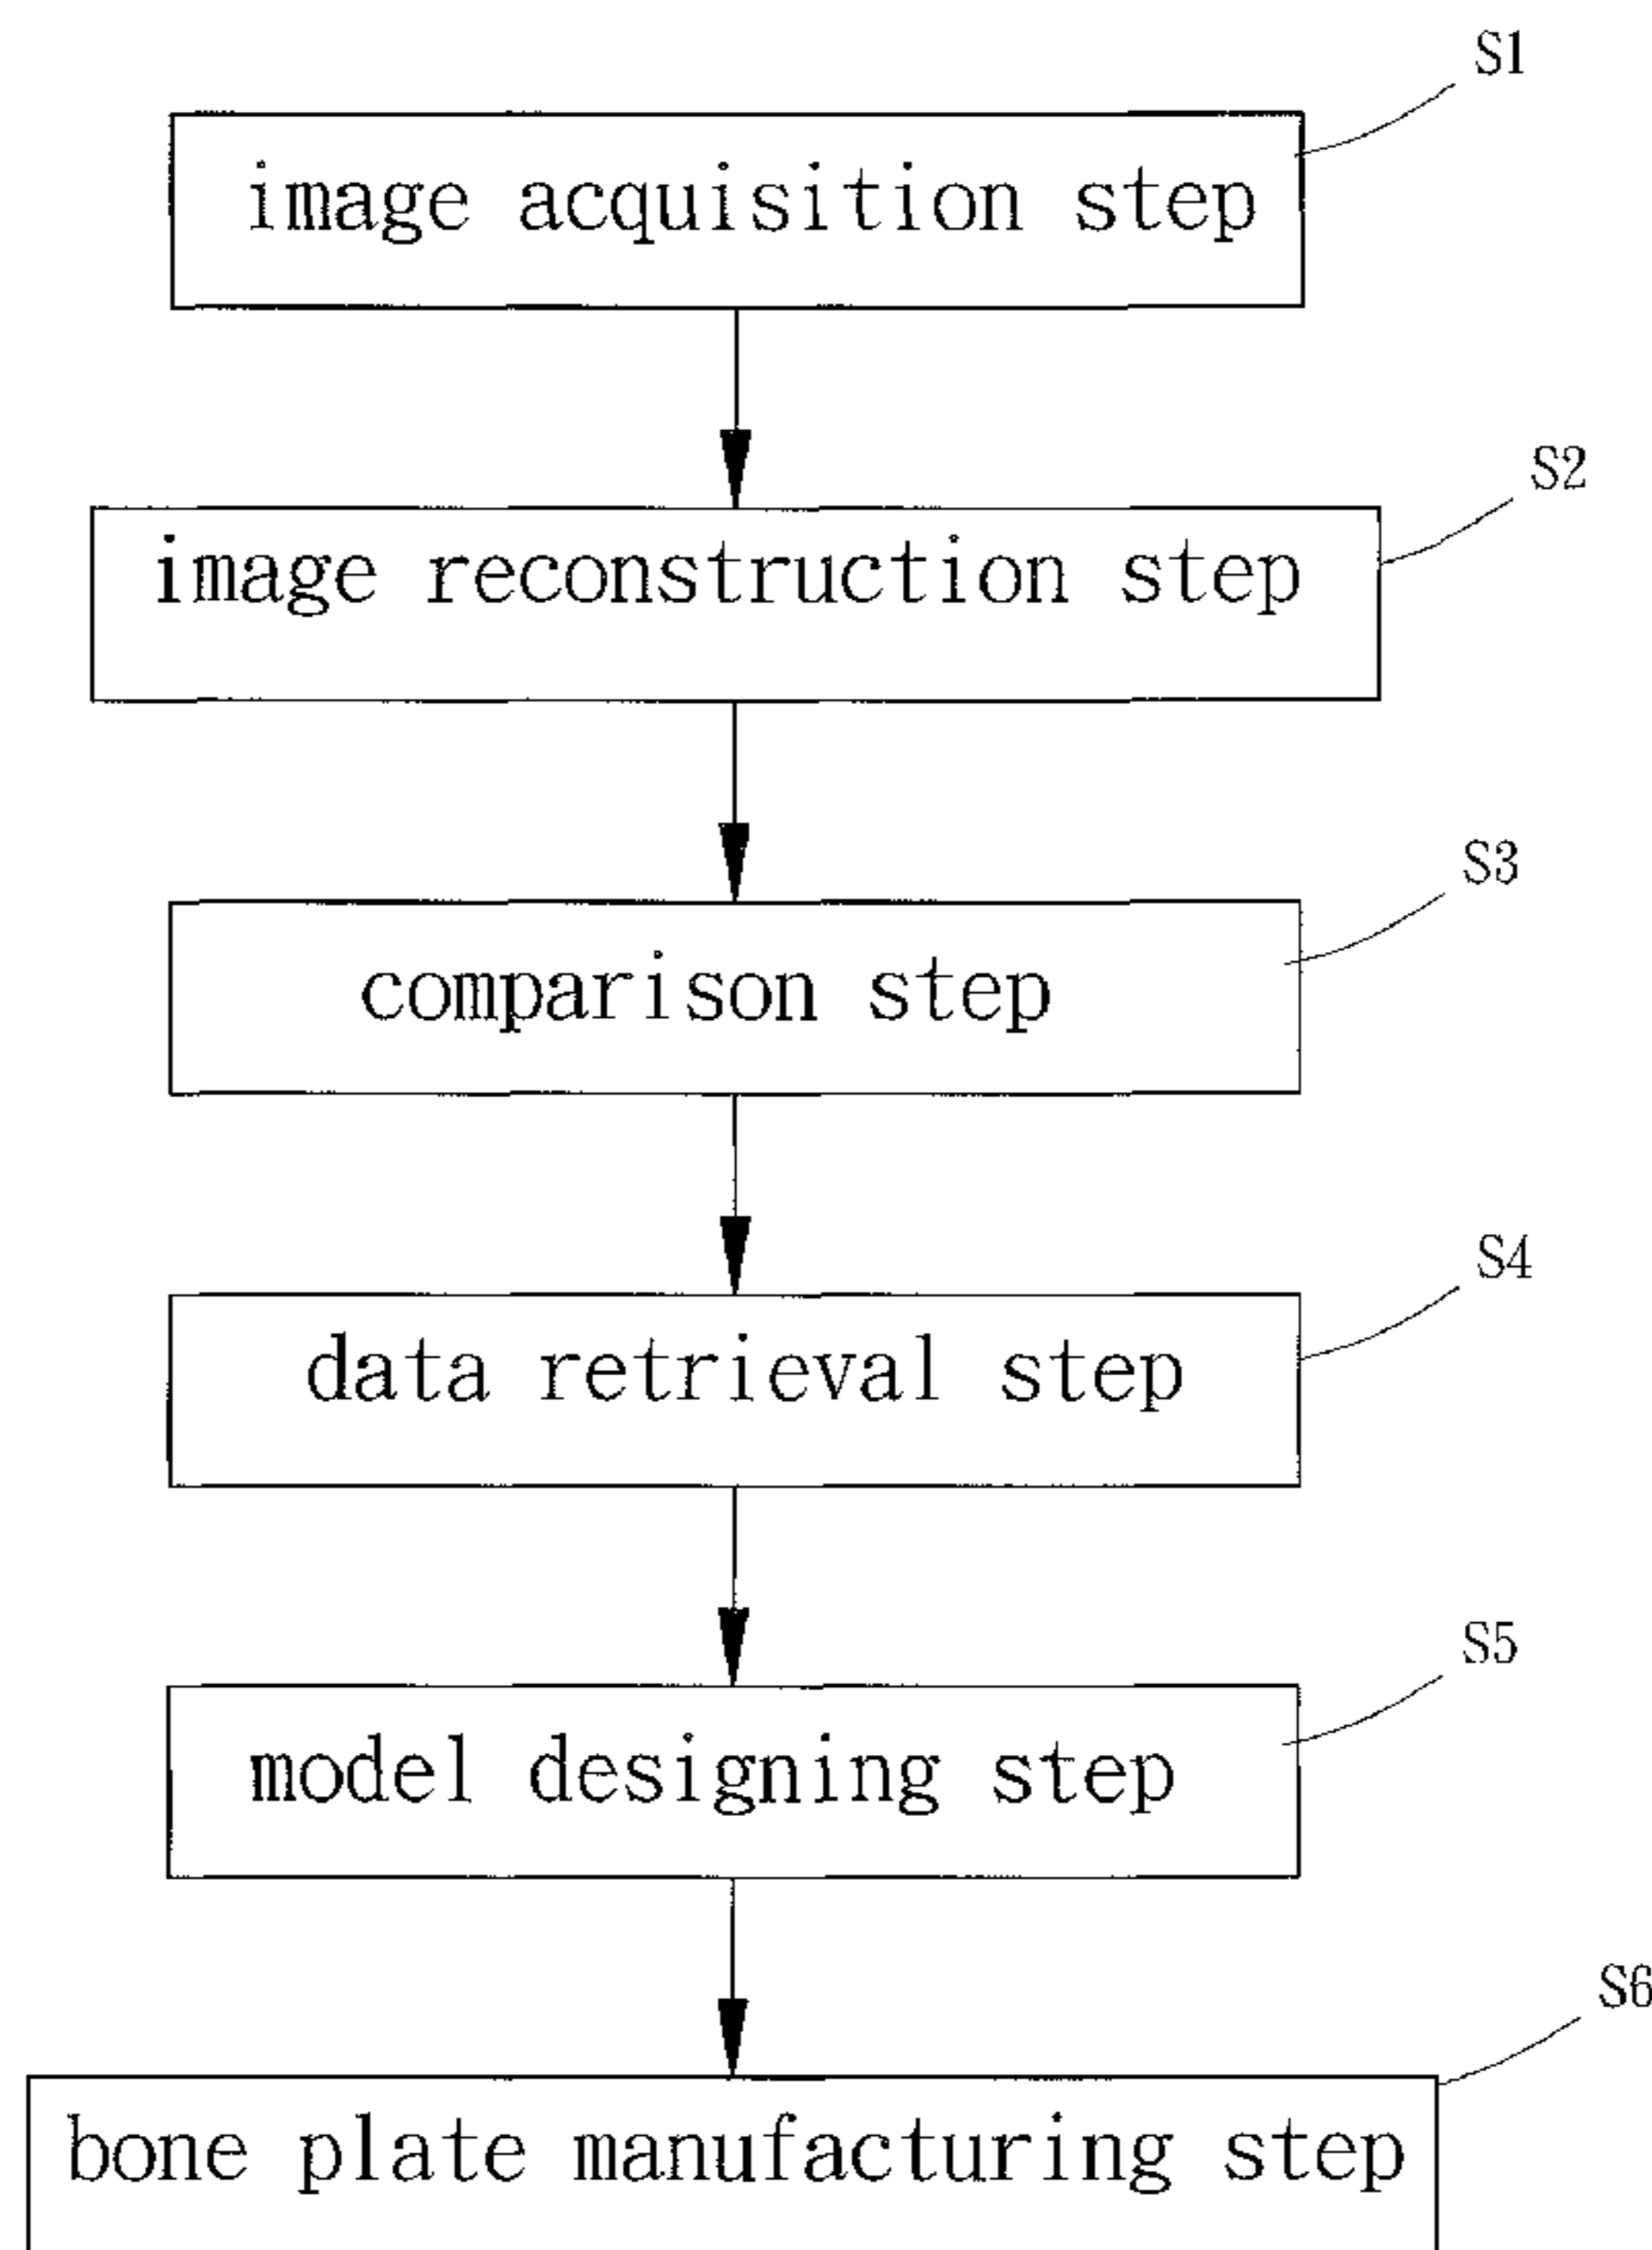 S1
image acquisition step
S2
image reconstruction step
S3
comparison step
S4
data retrieval step
S5
model designing step
S6
bone plate manufacturing step